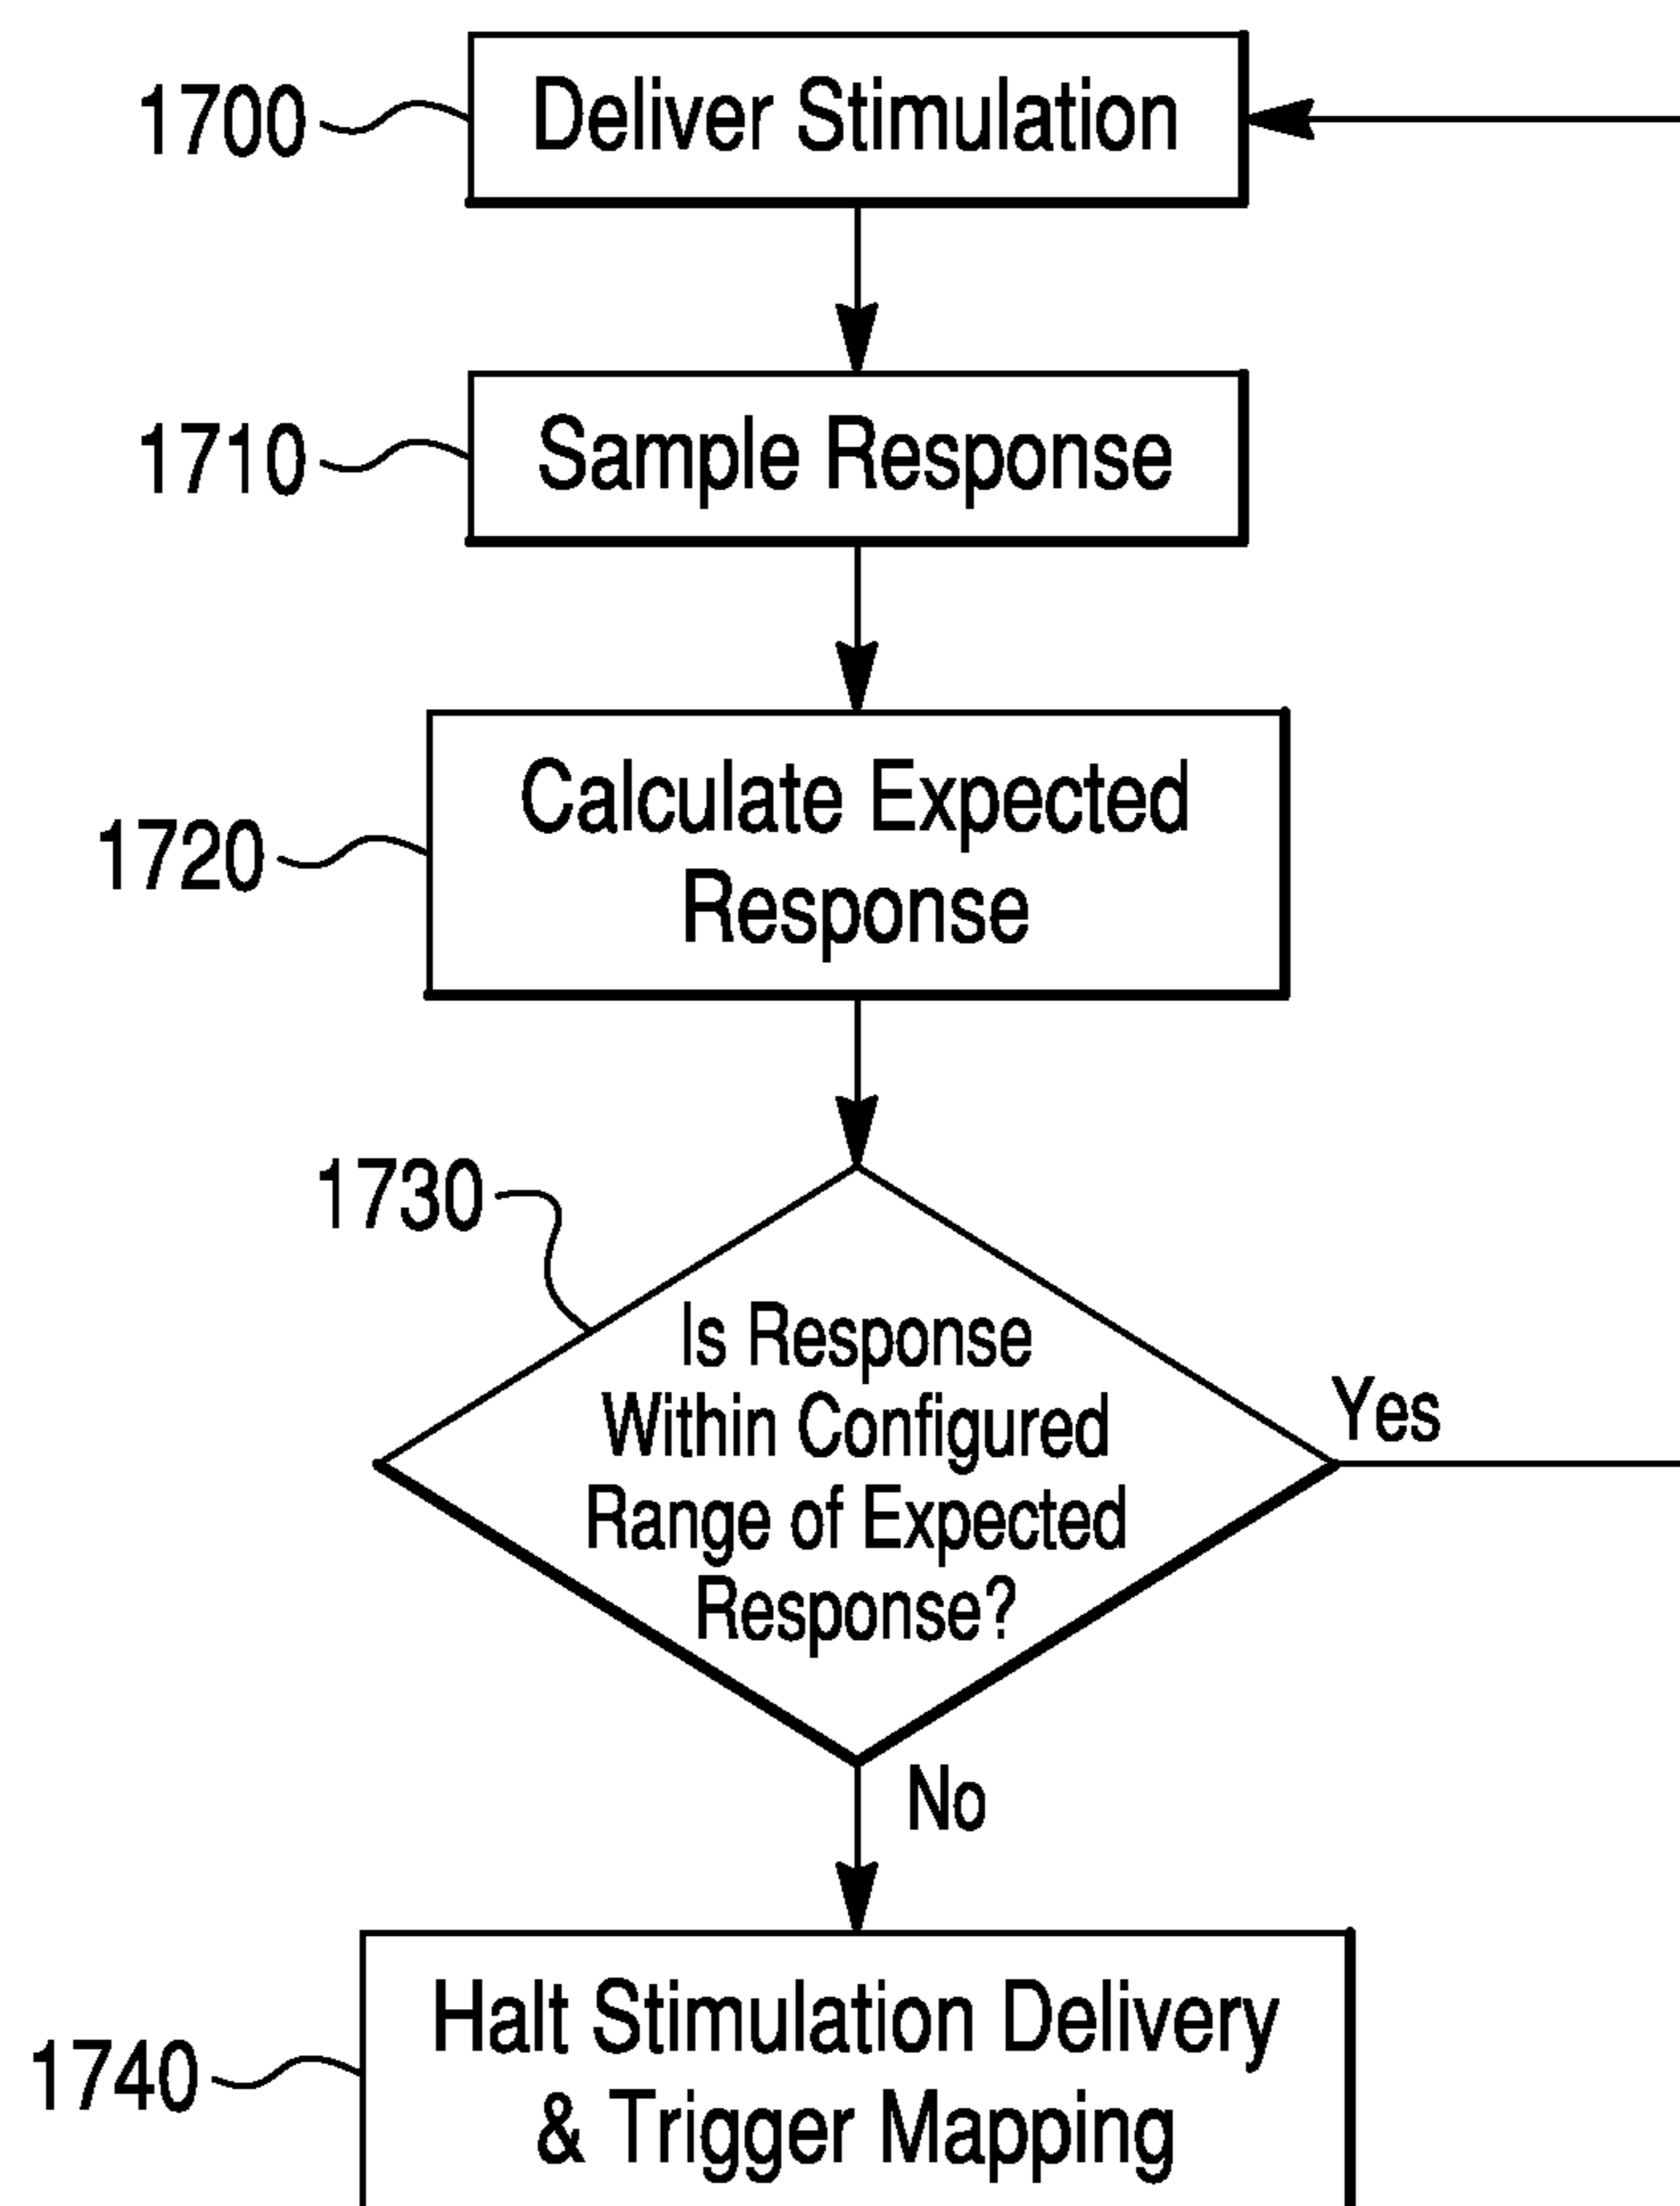 1700
Deliver Stimulation
1710
Sample Response
1720
Calculate Expected
Response
1730
Is Response
Within Configured
Range of Expected
Response?
Yes
No
1740
Halt Stimulation Delivery
& Trigger Mapping